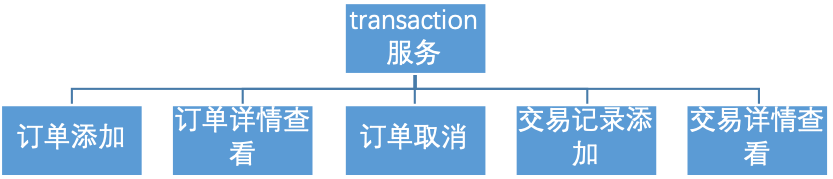 transaction
服务
订单添加
订单详情查
看
订单取消
交易记录添
加
交易详情查
看